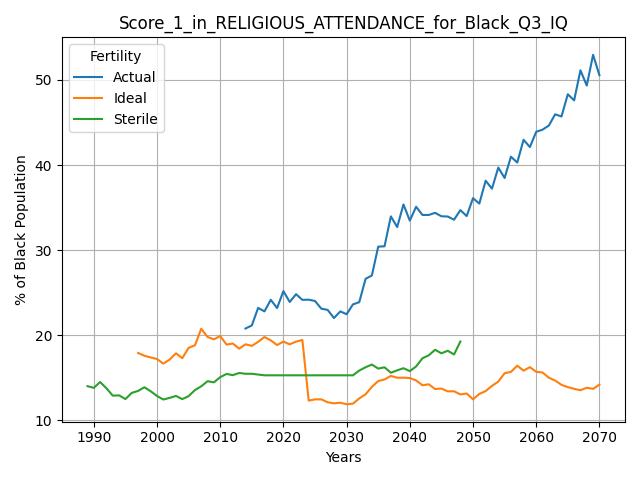 Score_1_in_RELIGIOUS_ATTENDANCE_for_Black_Q3_IQ
Fertility
Actual
Ideal
Sterile
% of Black Population
50
40
30
20
10
1990 2000 2010 2020 2030 2040 2050 2060 2070
Years